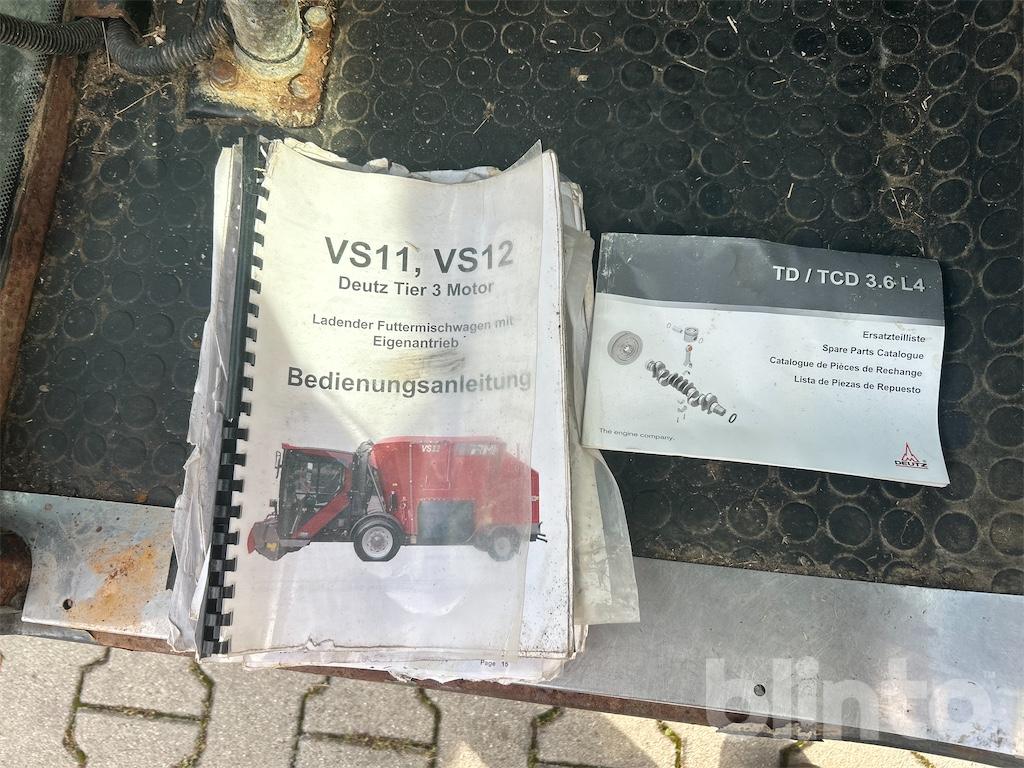 VS11, VS12
Deutz Tier 3 Motor
Ladender Futtermischwagen mit
Eigenantrieb
Bedienungsanleitung
VS12
Page 15
TD / TCD 3.6 L4
Ersatzteilliste
Spare Parts Catalogue
Catalogue de Pièces de Rechange
Lista de Piezas de Repuesto
The engine company.
DEUTZ
blinto